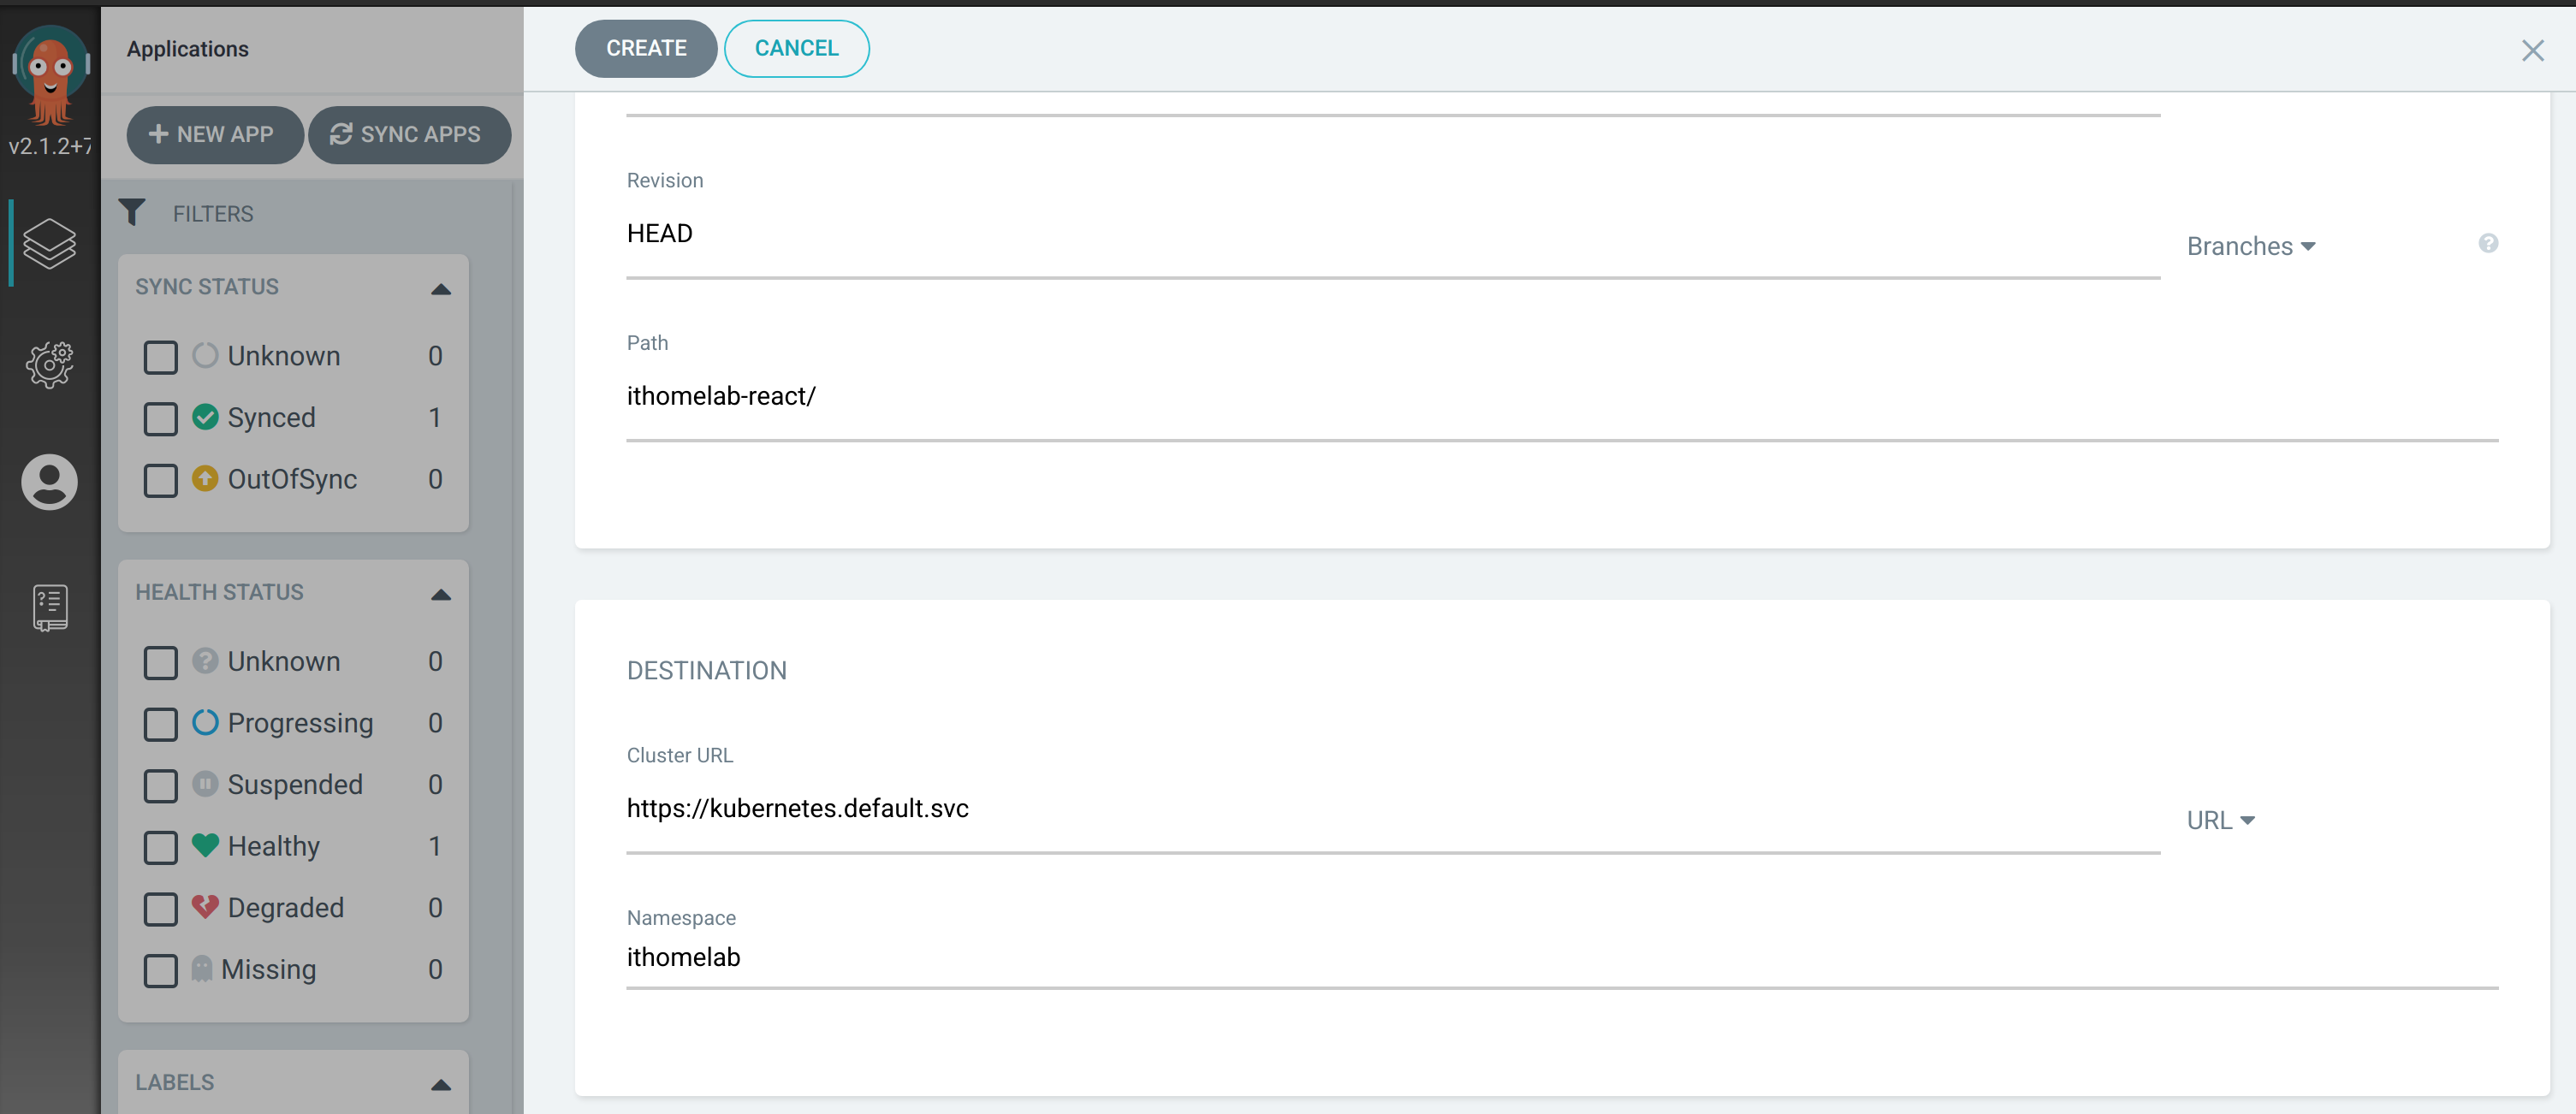 v2.1.2+7
Applications
NEW APP
SYNC APPS
FILTERS
SYNC STATUS
Unknown 0
Synced 1
OutOfSync 0
HEALTH STATUS
Unknown 0
Progressing 0
Suspended 0
Healthy 1
Degraded 0
Missing 0
LABELS
CREATE
CANCEL
Revision
HEAD
Branches
Path
ithomelab-react/
DESTINATION
Cluster URL
https://kubernetes.default.svc
URL
Namespace
ithomelab